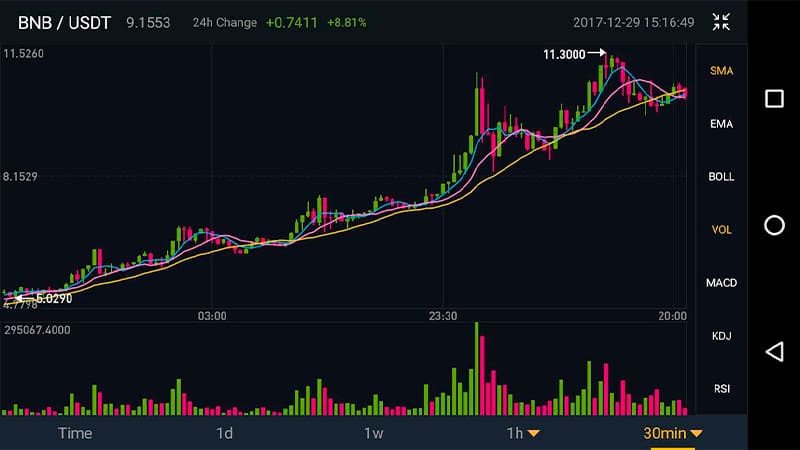 BNB / USDT 9.1553 24h Change +0.7411 +8.81% 2017-12-29 15:16:49
11.5260
11.3000
SMA
EMA
8.1529
BOLL
VOL
MACD
5.0290
4.7798
03:00 23:30 20:00
295067.4000
KDJ
RSI
Time 1d 1w 1h 30min